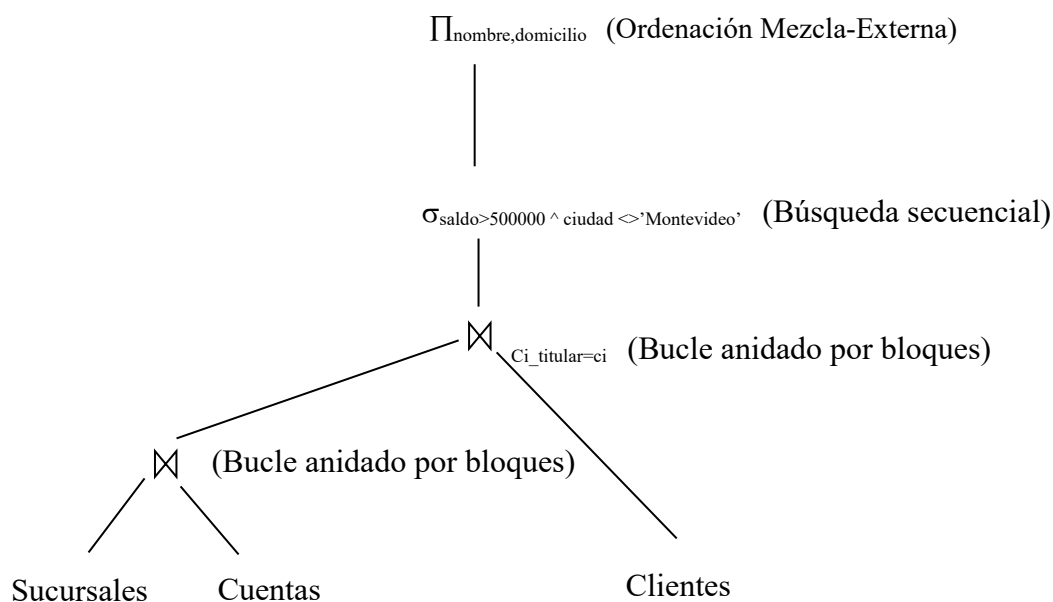 ∏nombre,domicilio (Ordenación Mezcla-Externa)
σsaldo>500000 ^ ciudad <>’Montevideo’ (Búsqueda secuencial)
⋈ Ci_titular=ci (Bucle anidado por bloques)
⋈ (Bucle anidado por bloques)
Sucursales Cuentas Clientes